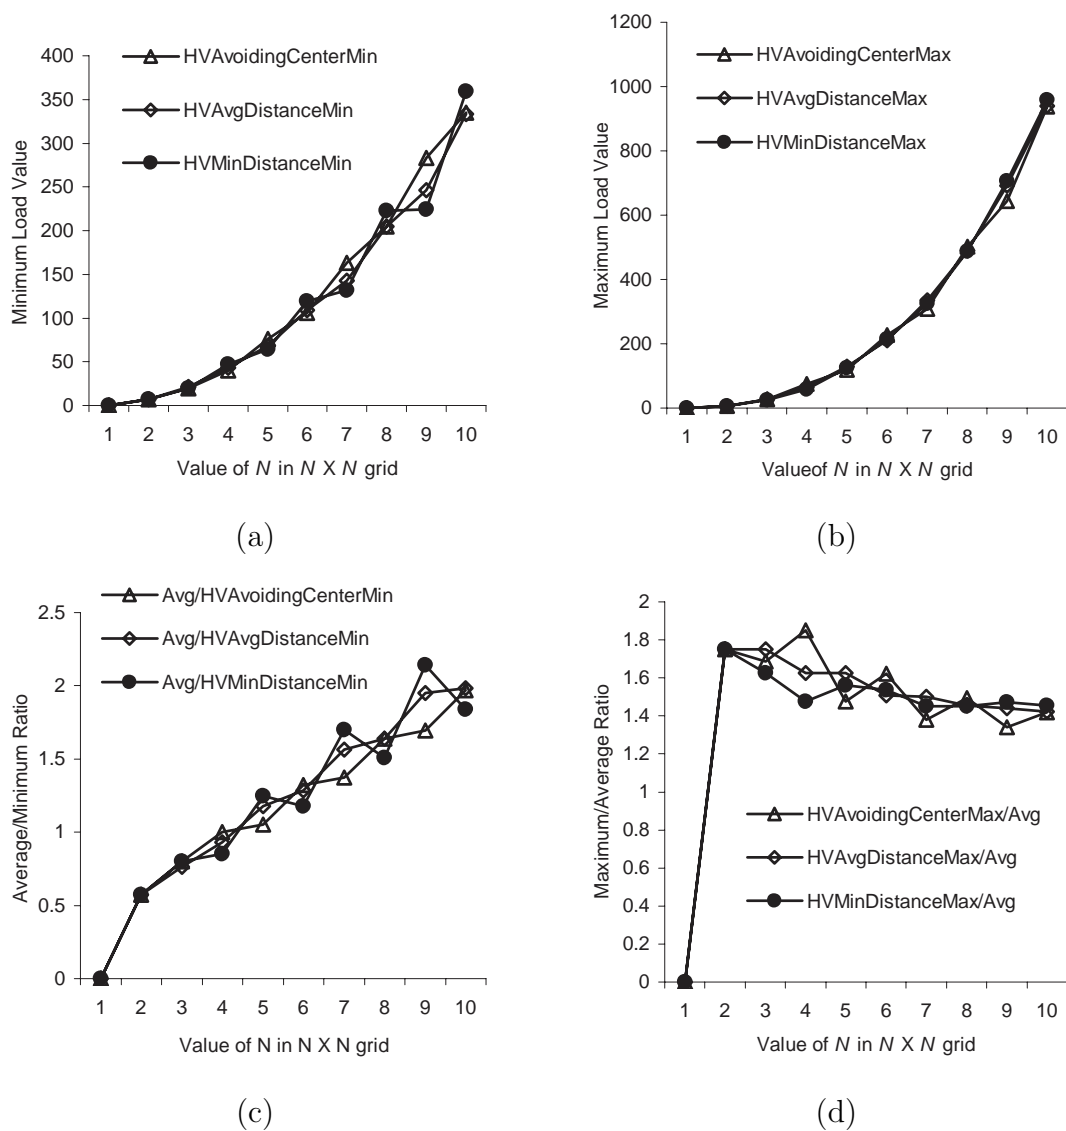 400
350
300
250
200
150
100
50
0
Minimum Load Value
HVAvoidingCenterMin
HVAvgDistanceMin
HVMinDistanceMin
1 2 3 4 5 6 7 8 9 10
Value of N in N X N grid
(a)
1200
1000
800
600
400
200
0
Maximum Load Value
HVAvoidingCenterMax
HVAvgDistanceMax
HVMinDistanceMax
1 2 3 4 5 6 7 8 9 10
Valueof N in N X N grid
(b)
2.5
2
1.5
1
0.5
0
Average/Minimum Ratio
Avg/HVAvoidingCenterMin
Avg/HVAvgDistanceMin
Avg/HVMinDistanceMin
1 2 3 4 5 6 7 8 9 10
Value of N in N X N grid
(c)
2
1.8
1.6
1.4
1.2
1
0.8
0.6
0.4
0.2
0
Maximum/Average Ratio
HVAvoidingCenterMax/Avg
HVAvgDistanceMax/Avg
HVMinDistanceMax/Avg
1 2 3 4 5 6 7 8 9 10
Value of N in N X N grid
(d)